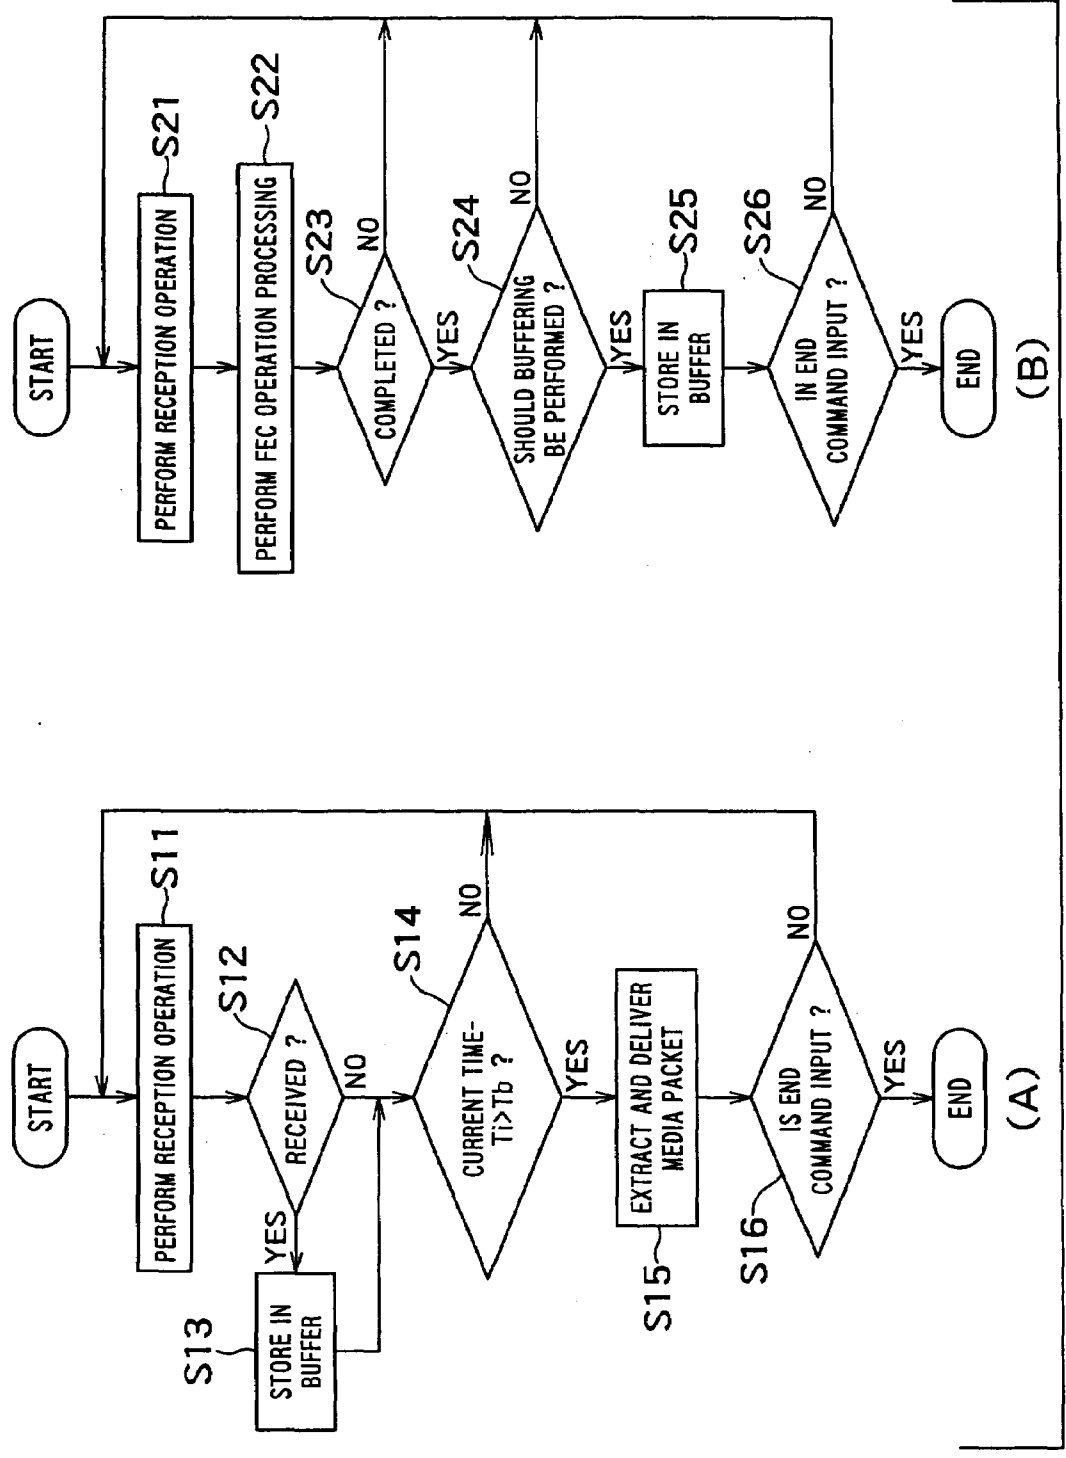 START
PERFORM RECEPTION OPERATION
S11
RECEIVED ?
S12
YES
NO
STORE IN
BUFFER
S13
CURRENT TIME-
Ti>Tb ?
S14
NO
YES
EXTRACT AND DELIVER
MEDIA PACKET
S15
IS END
COMMAND INPUT ?
S16
NO
YES
END
(A)
START
PERFORM RECEPTION OPERATION
S21
PERFORM FEC OPERATION PROCESSING
S22
COMPLETED ?
S23
NO
YES
SHOULD BUFFERING
BE PERFORMED ?
S24
NO
YES
STORE IN
BUFFER
S25
IN END
COMMAND INPUT ?
S26
NO
YES
END
(B)